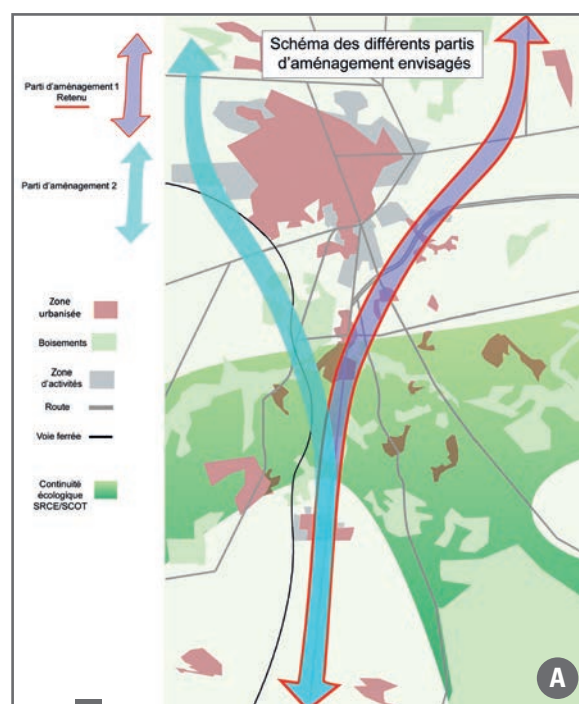 Schéma des différents partis
d'aménagement envisagés
Parti d'aménagement 1
Retenu
Parti d'aménagement 2
Zone
urbanisée
Boisements
Zone
d'activités
Route
Voie ferrée
Continuité
écologique
SRCE/SCOT
A